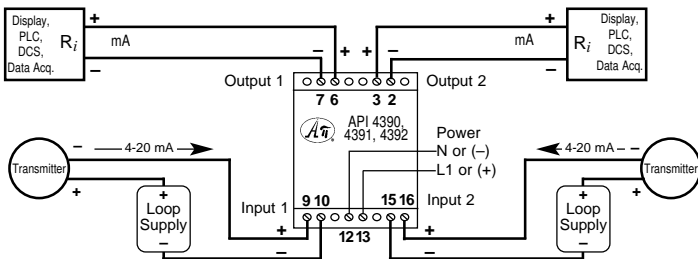 Display,
PLC,
DCS,
Data Acq.
Ri
+
mA
–
– + + –
+
mA
–
Display,
PLC,
DCS,
Data Acq.
Ri
Output 1
7 6 3 2
Output 2
API 4390,
4391, 4392
Power
N or (–)
L1 or (+)
Transmitter
– 4-20 mA
+
+
Loop
Supply
–
Input 1
9 10
12 13
15 16
Input 2
+
–
+
–
4-20 mA –
+
Transmitter
+
Loop
Supply
–